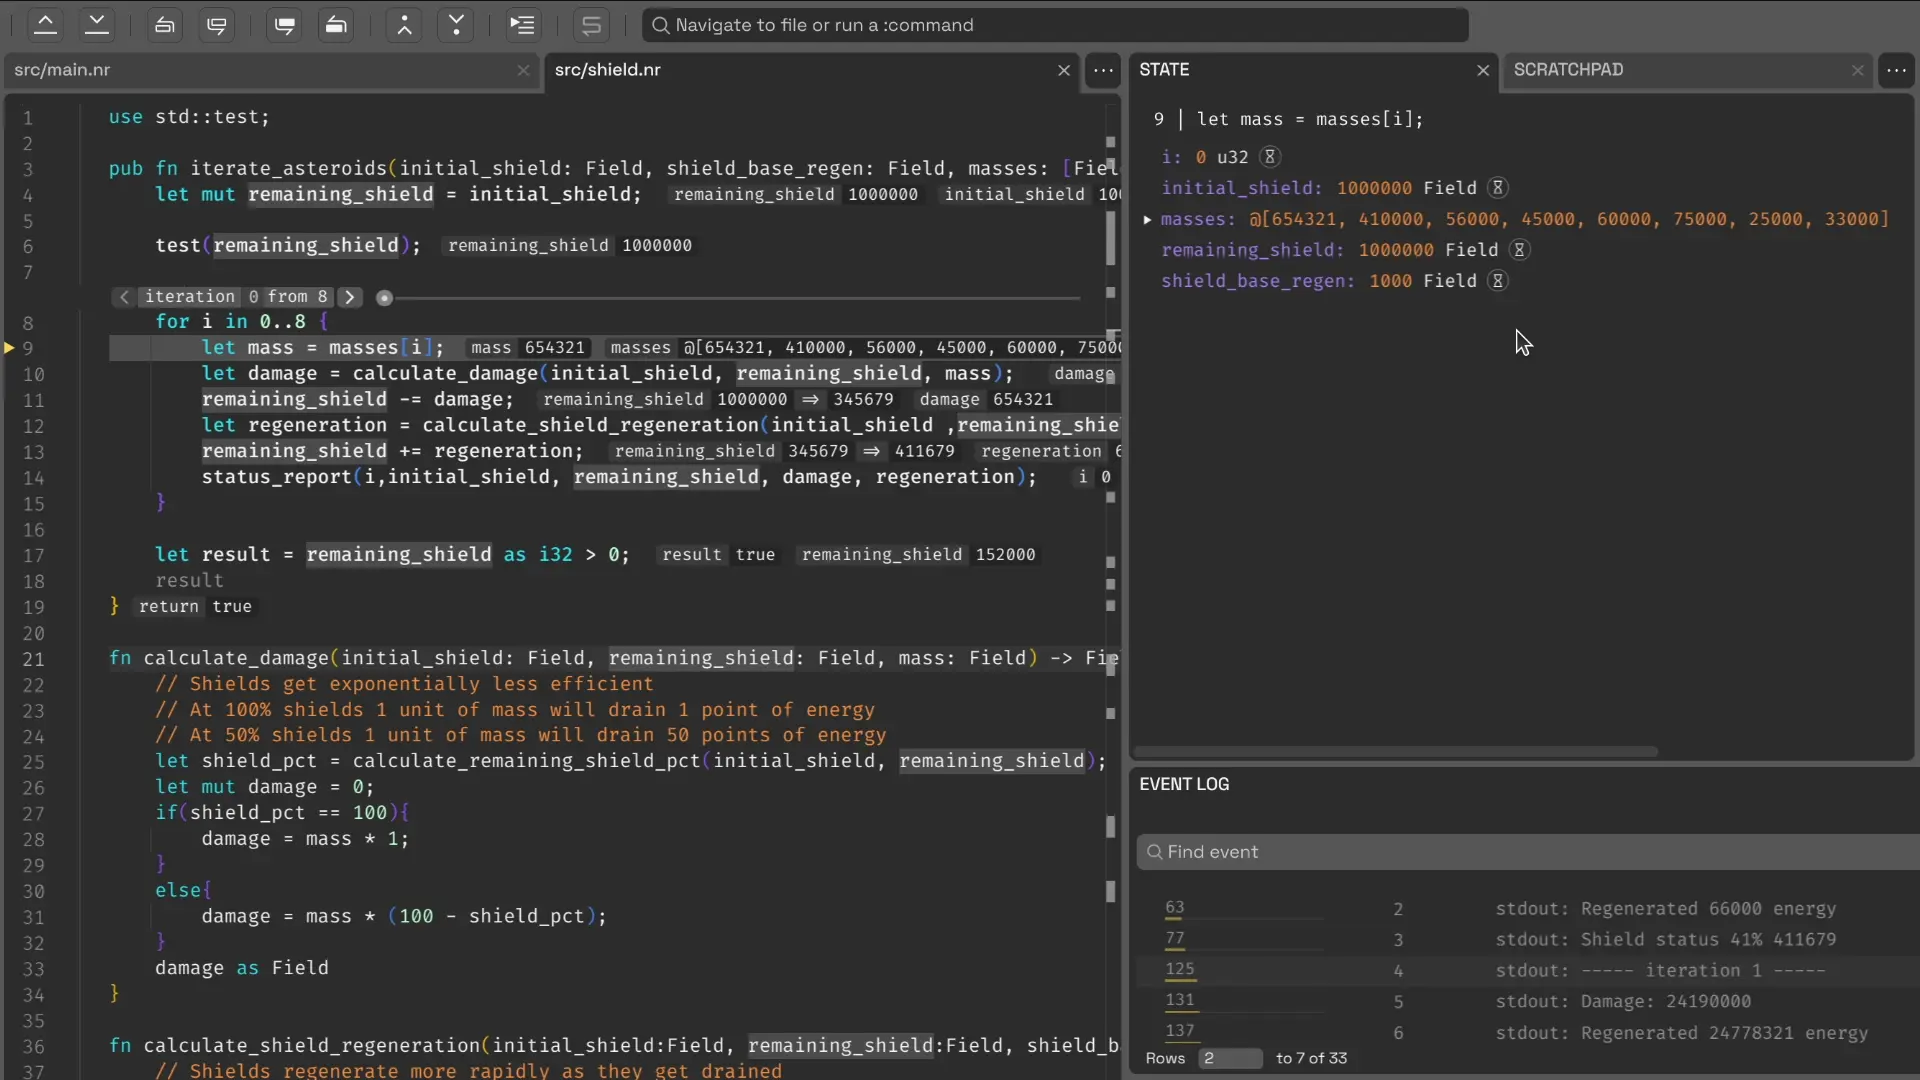 Navigate to file or run a :command
src/main.nr
src/shield.nr
STATE
SCRATCHPAD
1 use std::test;
2
3 pub fn iterate_asteroids(initial_shield: Field, shield_base_regen: Field, masses: [Fiel
4 let mut remaining_shield = initial_shield; remaining_shield 1000000 initial_shield 10
5
6 test(remaining_shield); remaining_shield 1000000
7
< iteration 0 from 8 >
8 for i in 0..8 {
9 let mass = masses[i]; mass 654321 masses @[654321, 410000, 56000, 45000, 60000, 7500
10 let damage = calculate_damage(initial_shield, remaining_shield, mass); damage
11 remaining_shield -= damage; remaining_shield 1000000 => 345679 damage 654321
12 let regeneration = calculate_shield_regeneration(initial_shield ,remaining_shie
13 remaining_shield += regeneration; remaining_shield 345679 => 411679 regeneration 6
14 status_report(i,initial_shield, remaining_shield, damage, regeneration); i 0
15 }
16
17 let result = remaining_shield as i32 > 0; result true remaining_shield 152000
18 result
19 } return true
20
21 fn calculate_damage(initial_shield: Field, remaining_shield: Field, mass: Field) -> Fie
22 // Shields get exponentially less efficient
23 // At 100% shields 1 unit of mass will drain 1 point of energy
24 // At 50% shields 1 unit of mass will drain 50 points of energy
25 let shield_pct = calculate_remaining_shield_pct(initial_shield, remaining_shield);
26 let mut damage = 0;
27 if(shield_pct == 100){
28 damage = mass * 1;
29 }
30 else{
31 damage = mass * (100 - shield_pct);
32 }
33 damage as Field
34 }
35
36 fn calculate_shield_regeneration(initial_shield:Field, remaining_shield:Field, shield_b
37 // Shields regenerate more rapidly as they get drained
9 | let mass = masses[i];
i: 0 u32
initial_shield: 1000000 Field
masses: @[654321, 410000, 56000, 45000, 60000, 75000, 25000, 33000]
remaining_shield: 1000000 Field
shield_base_regen: 1000 Field
EVENT LOG
Find event
63 2 stdout: Regenerated 66000 energy
77 3 stdout: Shield status 41% 411679
125 4 stdout: ----- iteration 1 -----
131 5 stdout: Damage: 24190000
137 6 stdout: Regenerated 24778321 energy
Rows 2 to 7 of 33